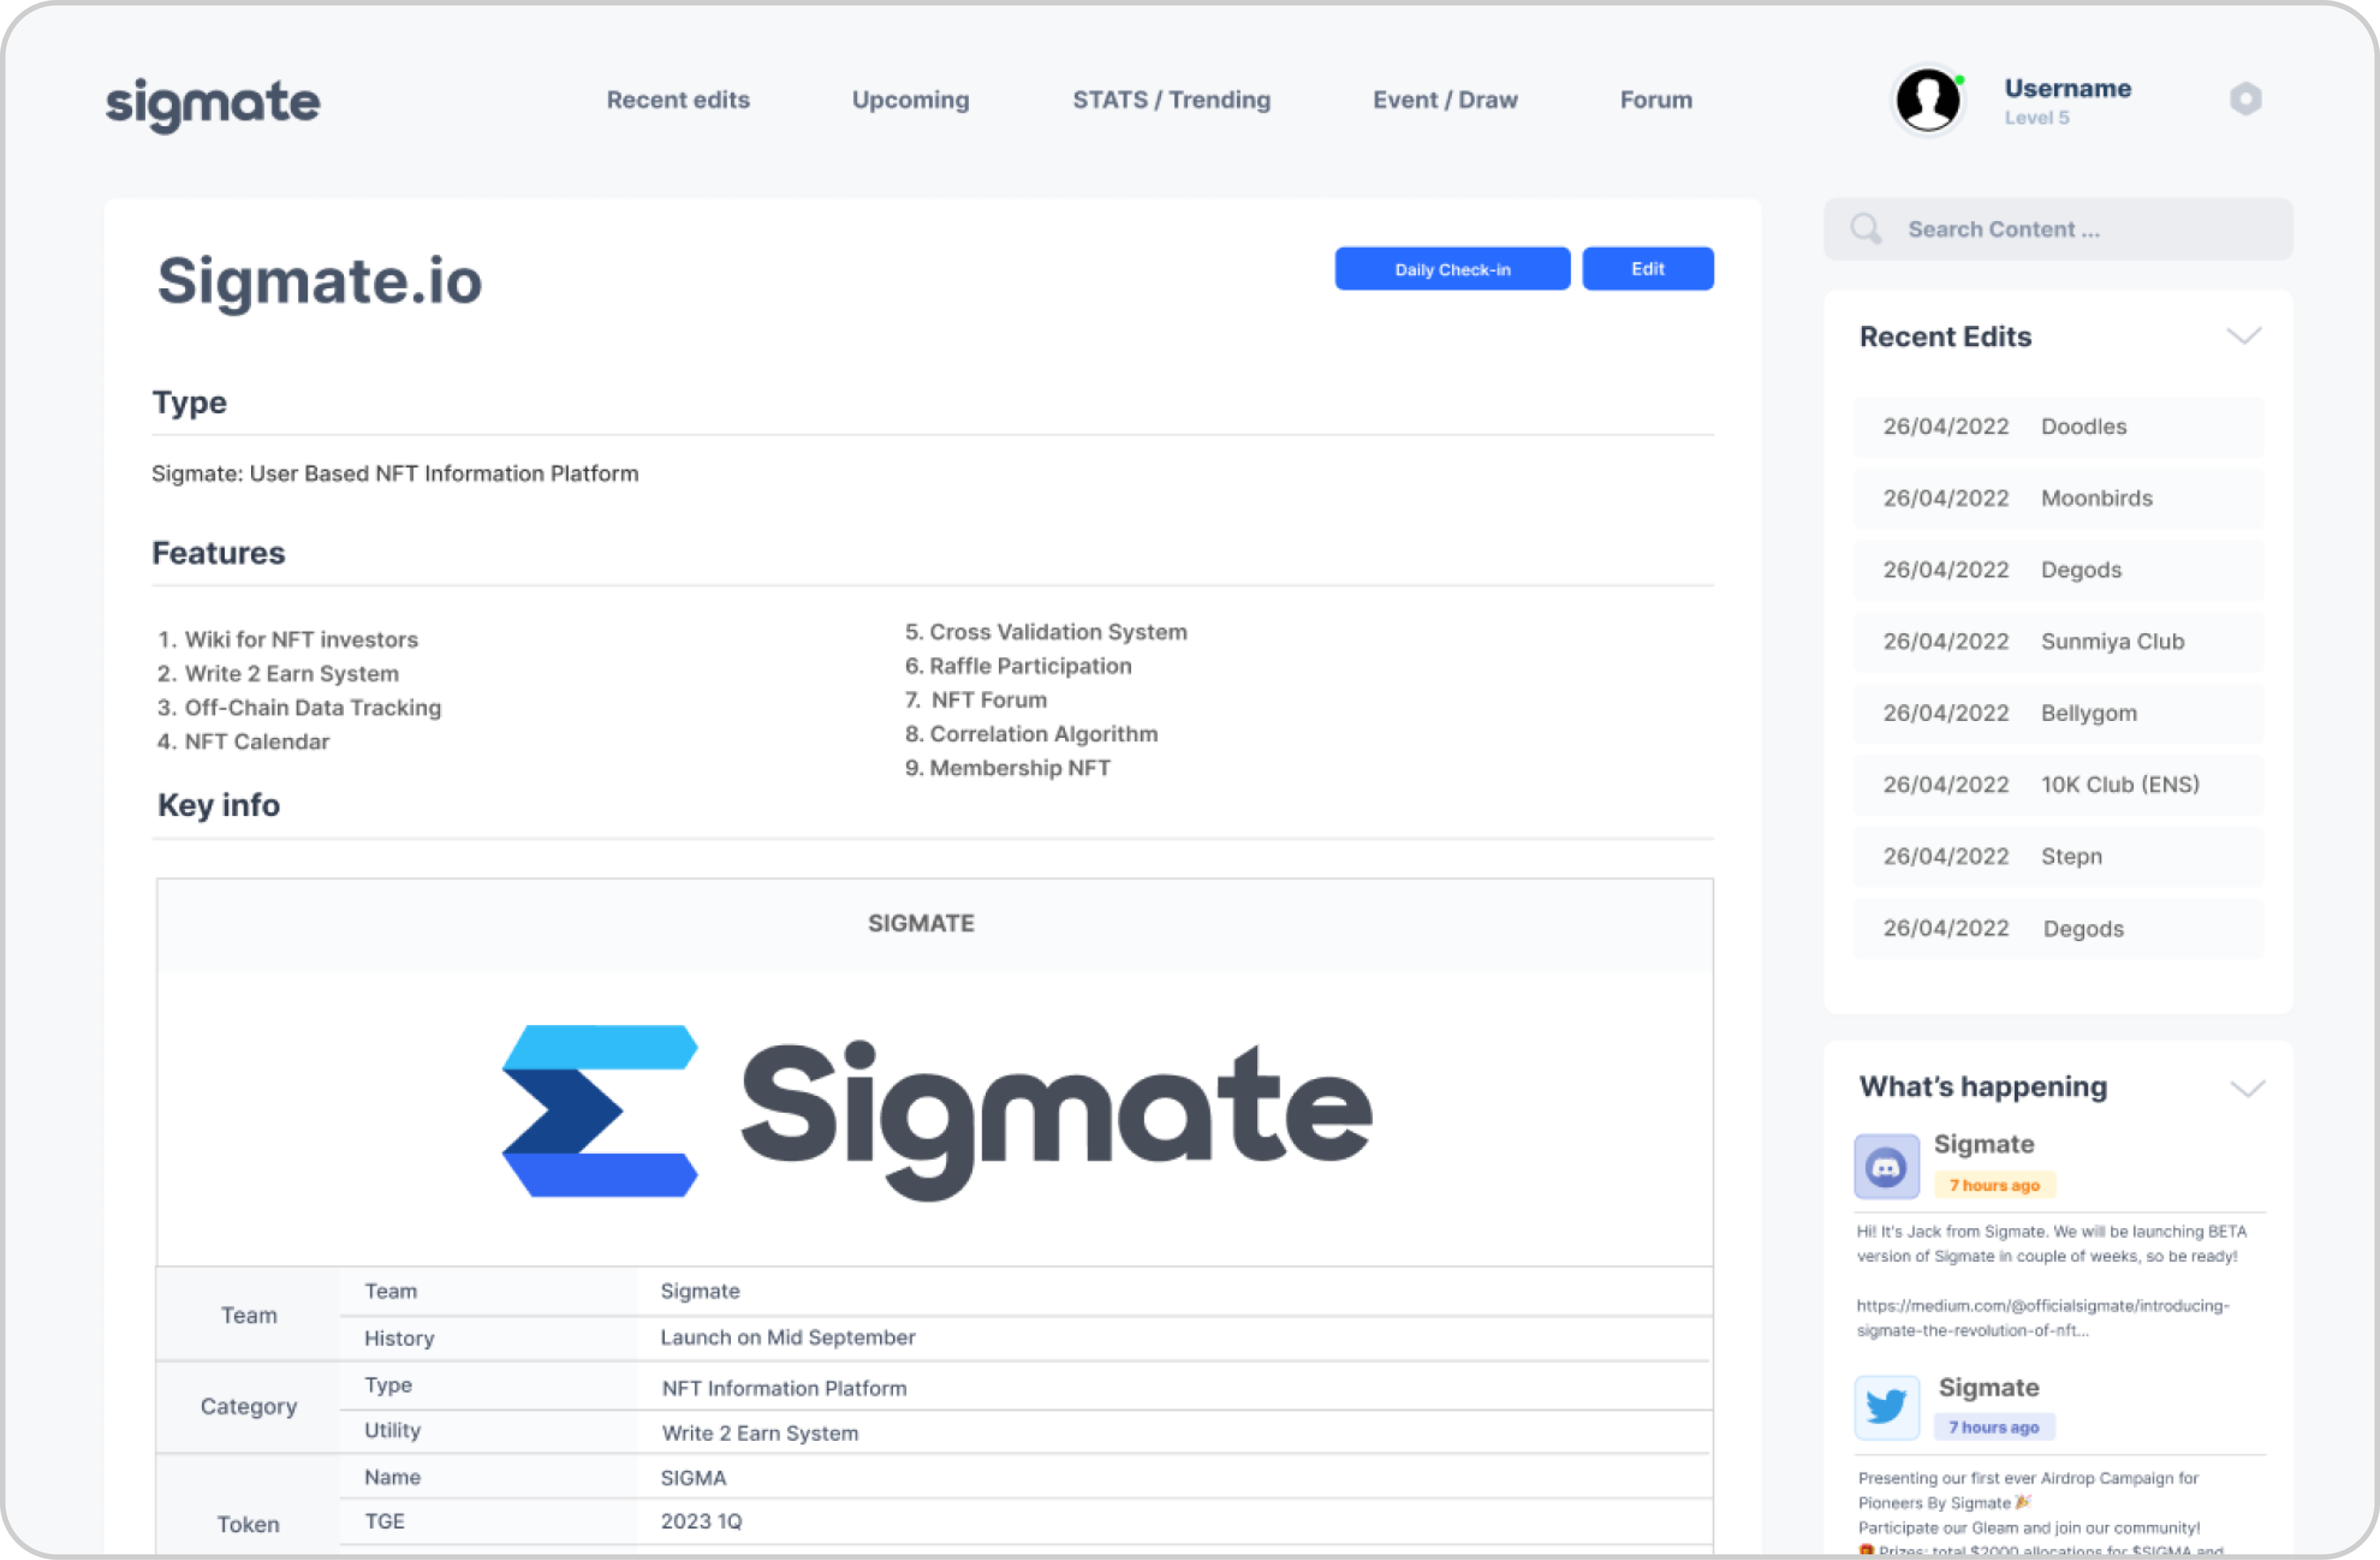 sigmate
Recent edits
Upcoming
STATS / Trending
Event / Draw
Forum
Username
Level 5
Sigmate.io
Daily Check-in
Edit
Type
Sigmate: User Based NFT Information Platform
Features
1. Wiki for NFT investors
2. Write 2 Earn System
3. Off-Chain Data Tracking
4. NFT Calendar
5. Cross Validation System
6. Raffle Participation
7. NFT Forum
8. Correlation Algorithm
9. Membership NFT
Key info
SIGMATE
Sigmate
Team
Team Sigmate
History Launch on Mid September
Category
Type NFT Information Platform
Utility Write 2 Earn System
Token
Name SIGMA
TGE 2023 1Q
Search Content ...
Recent Edits
26/04/2022 Doodles
26/04/2022 Moonbirds
26/04/2022 Degods
26/04/2022 Sunmiya Club
26/04/2022 Bellygom
26/04/2022 10K Club (ENS)
26/04/2022 Stepn
26/04/2022 Degods
What's happening
Sigmate
7 hours ago
Hi! It's Jack from Sigmate. We will be launching BETA
version of Sigmate in couple of weeks, so be ready!
https://medium.com/@officialsigmate/introducing-
sigmate-the-revolution-of-nft...
Sigmate
7 hours ago
Presenting our first ever Airdrop Campaign for
Pioneers By Sigmate 🎉
Participate our Gleam and join our community!
🎁 Prizes: total $2000 allocations for $SIGMA and